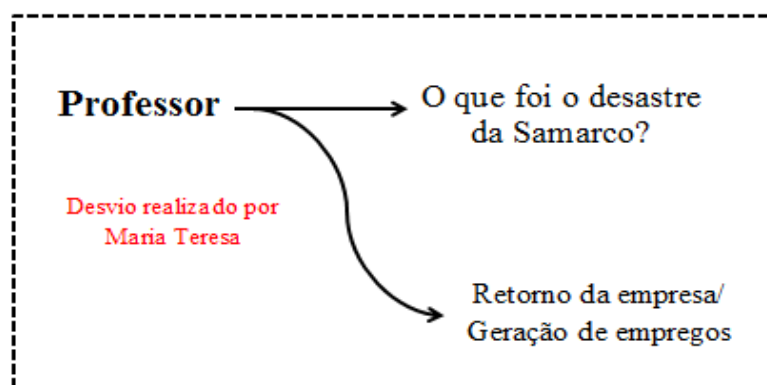 Professor
O que foi o desastre
da Samarco?
Desvio realizado por
Maria Teresa
Retorno da empresa/
Geração de empregos